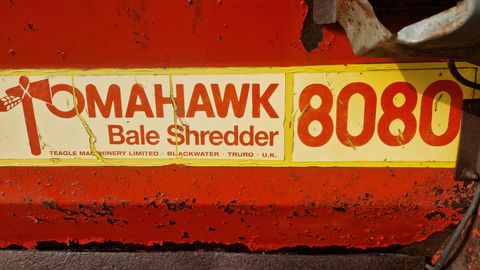 TOMAHAWK 8080
Bale Shredder
TEAGLE MACHINERY LIMITED · BLACKWATER · TRURO · U.K.